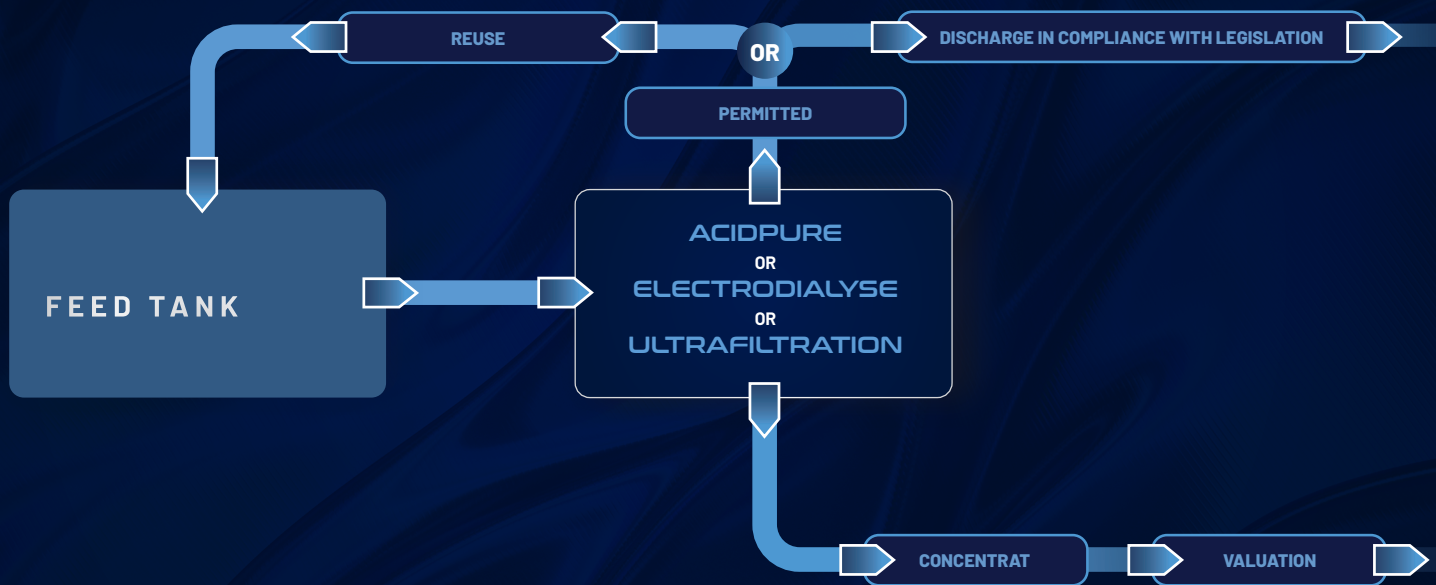 REUSE
OR
DISCHARGE IN COMPLIANCE WITH LEGISLATION
PERMITTED
FEED TANK
ACIDPURE
OR
ELECTRODIALYSE
OR
ULTRAFILTRATION
CONCENTRAT
VALUATION